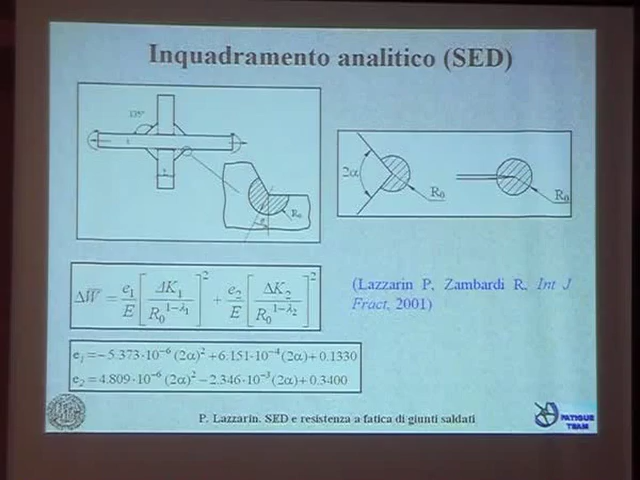 Inquadramento analitico (SED)
135°
t
t
R₀
2α
R₀
R₀
ΔW̅ = e₁/E [ΔK₁/R₀^(1-λ₁)]² + e₂/E [ΔK₂/R₀^(1-λ₂)]²
(Lazzarin P. Zambardi R. Int J
Fract, 2001)
e₁=-5.373·10⁻⁶ (2α)² +6.151·10⁻⁴ (2α)+0.1330
e₂=4.809·10⁻⁶ (2α)² -2.346·10⁻³ (2α)+0.3400
P. Lazzarin. SED e resistenza a fatica di giunti saldati
FATIGUE
TEAM